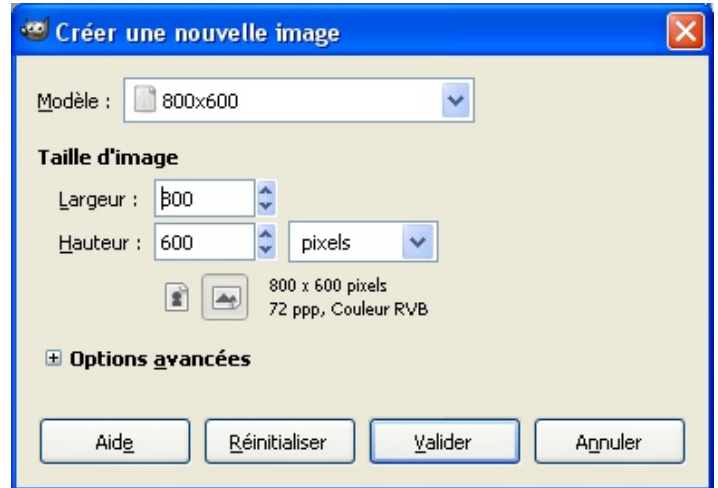 Créer une nouvelle image
Modèle : 800x600
Taille d'image
Largeur : 800
Hauteur : 600 pixels
800 x 600 pixels
72 ppp, Couleur RVB
Options avancées
Aide Réinitialiser Valider Annuler